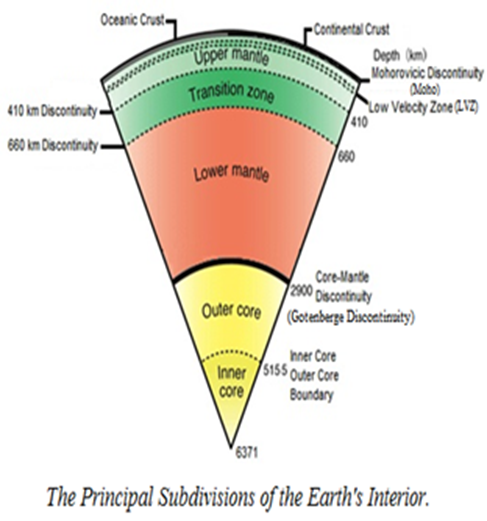 Oceanic Crust
Continental Crust
Depth (km)
Mohorovicic Discontinuity
(Moho)
Low Velocity Zone (LVZ)
Upper mantle
Transition zone
410 km Discontinuity
410
660 km Discontinuity
660
Lower mantle
2900
Core-Mantle
Discontinuity
(Gotenberge Discontinuity)
Outer core
5155
Inner Core
Outer Core
Boundary
Inner
core
6371
The Principal Subdivisions of the Earth's Interior.